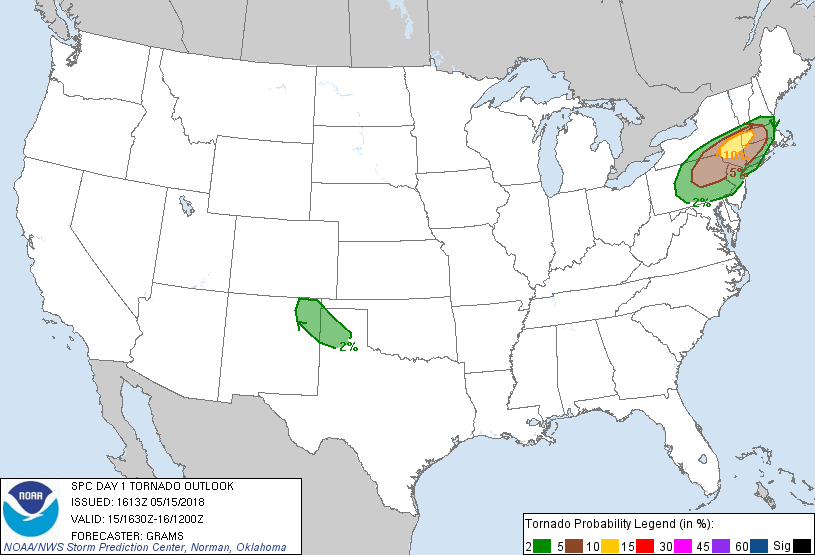 10%
5%
2%
2%
NOAA
SPC DAY 1 TORNADO OUTLOOK
ISSUED: 1613Z 05/15/2018
VALID: 15/1630Z-16/1200Z
FORECASTER: GRAMS
NOAA/NWS Storm Prediction Center, Norman, Oklahoma
Tornado Probability Legend (in %):
2 5 10 15 30 45 60 Sig